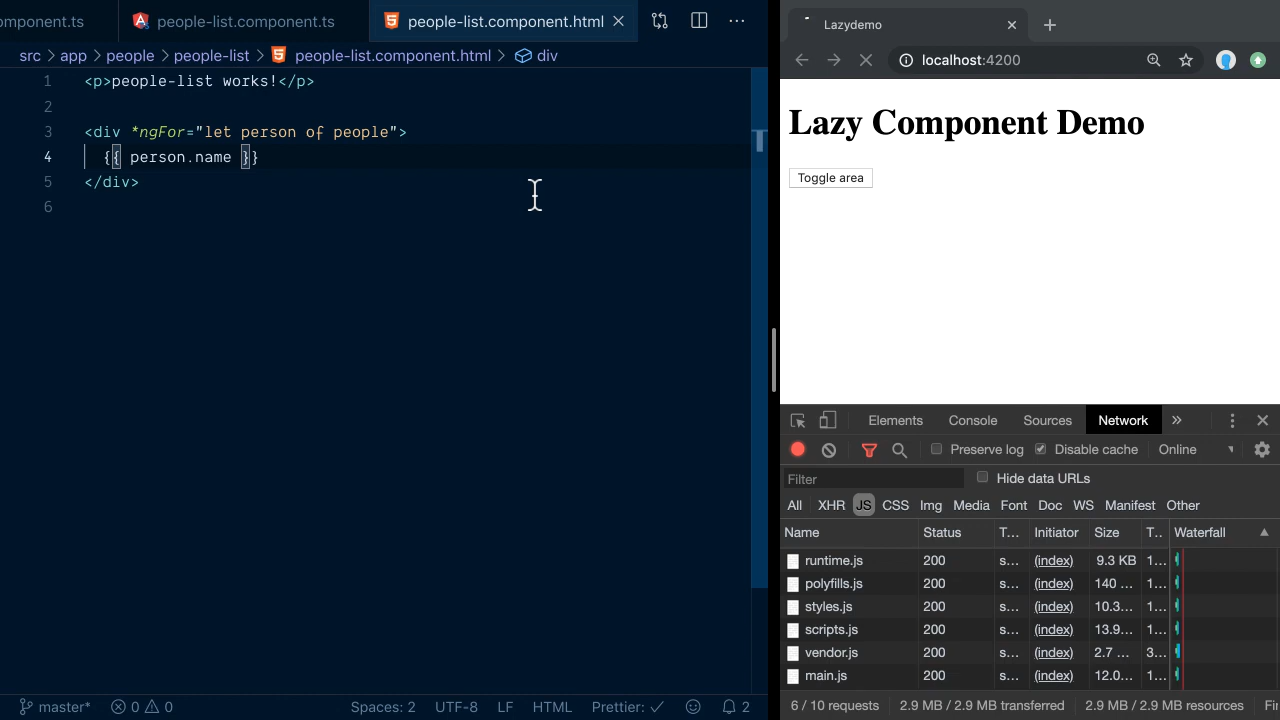 omponent.ts people-list.component.ts people-list.component.html
src > app > people > people-list > people-list.component.html > div
1 <p>people-list works!</p>
2
3 <div *ngFor="let person of people">
4 {{ person.name }}
5 </div>
6
master* 0 0 Spaces: 2 UTF-8 LF HTML Prettier: ✓ 2
Lazydemo
localhost:4200
Lazy Component Demo
Toggle area
Elements Console Sources Network »
Preserve log Disable cache Online
Filter Hide data URLs
All XHR JS CSS Img Media Font Doc WS Manifest Other
Name Status T... Initiator Size T.. Waterfall
runtime.js 200 s... (index) 9.3 KB 1...
polyfills.js 200 s... (index) 140 ... 1...
styles.js 200 s... (index) 10.3... 1...
scripts.js 200 s... (index) 13.9... 1...
vendor.js 200 s... (index) 2.7 ... 3...
main.js 200 s... (index) 12.0... 1...
6 / 10 requests 2.9 MB / 2.9 MB transferred 2.9 MB / 2.9 MB resources Fi